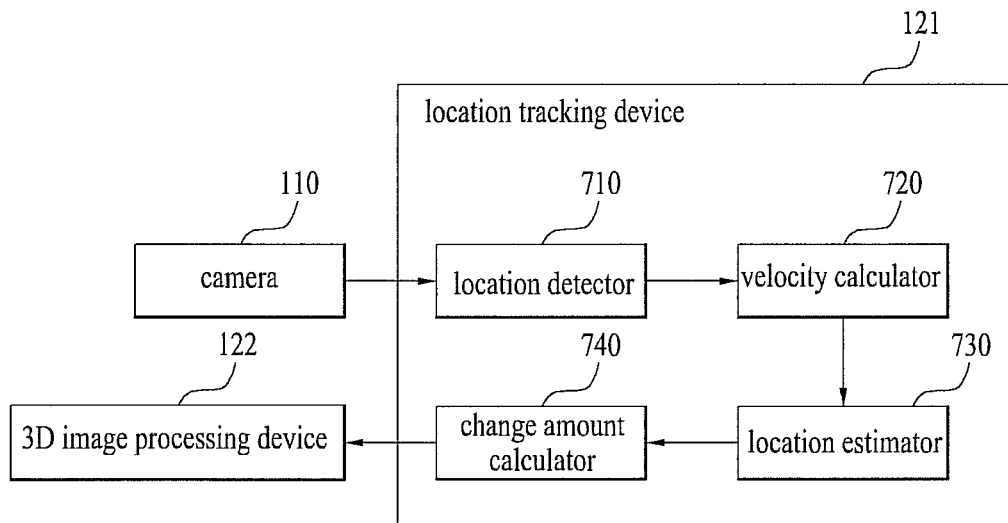 121
location tracking device
110
710
720
camera
location detector
velocity calculator
122
740
730
3D image processing device
change amount
calculator
location estimator